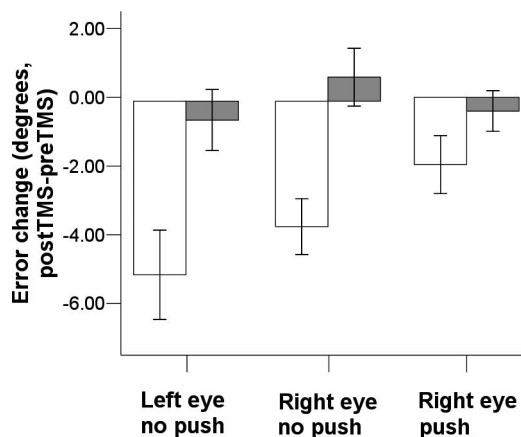 Error change (degrees,
postTMS-preTMS)
2.00
0.00
-2.00
-4.00
-6.00
Left eye
no push
Right eye
no push
Right eye
push